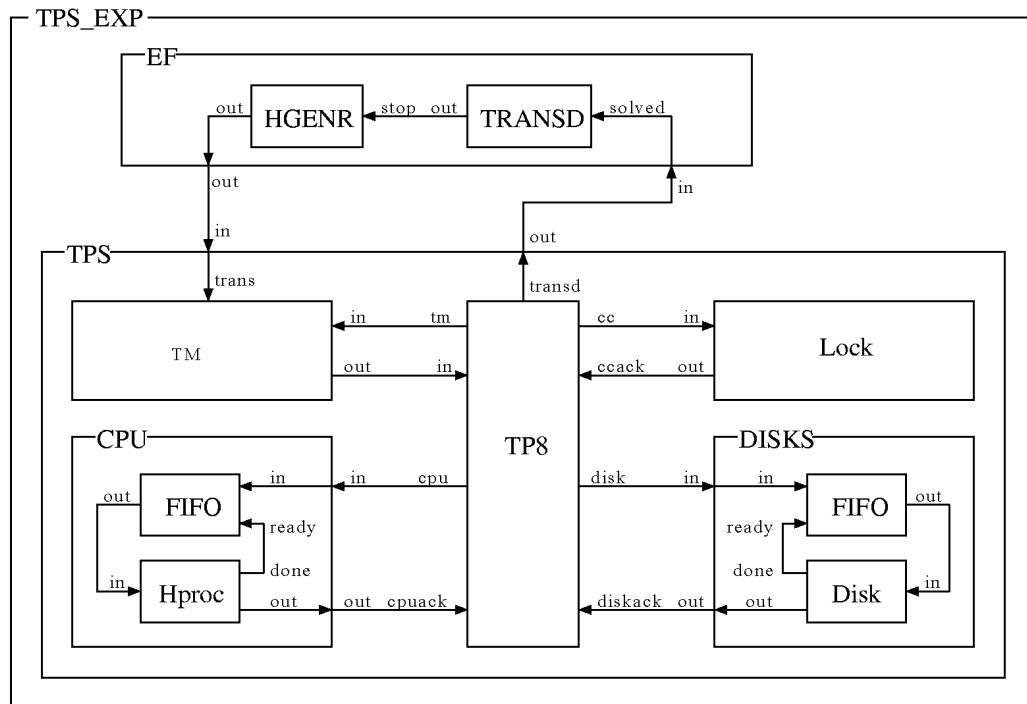 TPS_EXP
EF
out HGENR stop out TRANSD solved
out in
in out
TPS
trans transd
in tm cc in
TM Lock
out in ccack out
CPU TP8 DISKS
in in cpu disk in in
out FIFO FIFO out
ready ready
done done
in Hproc Disk in
out out cpuack diskack out out